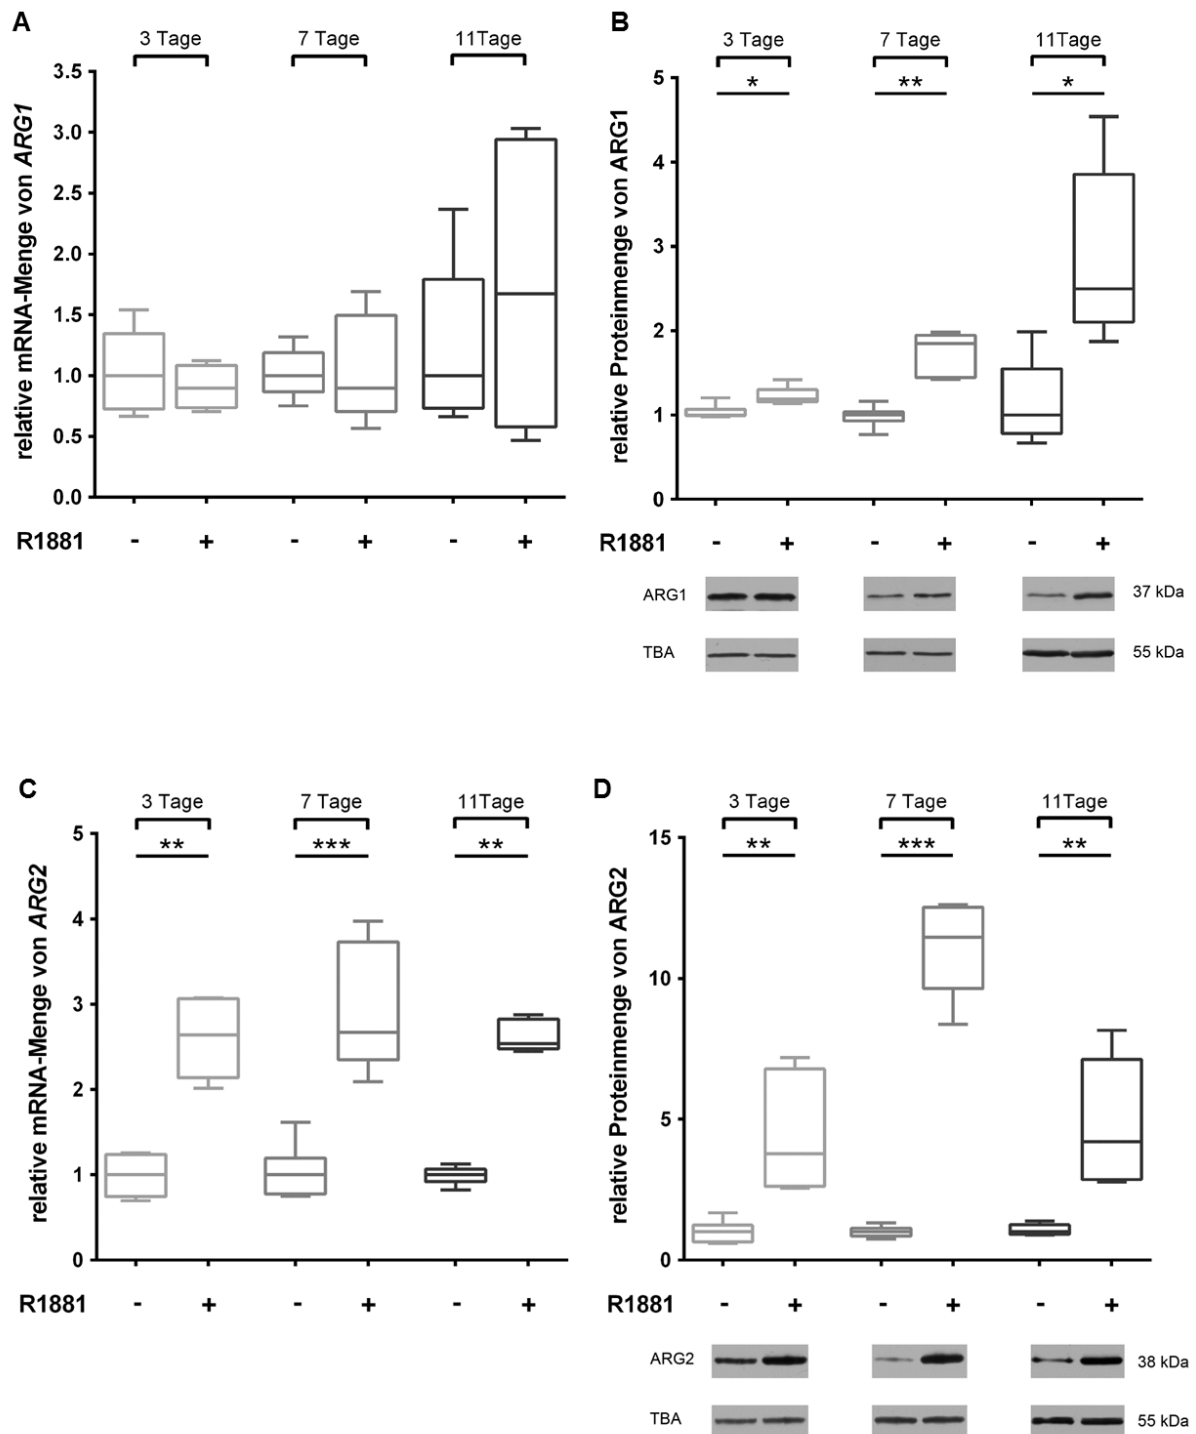 A
3 Tage 7 Tage 11Tage
relative mRNA-Menge von ARG1
3.5
3.0
2.5
2.0
1.5
1.0
0.5
0.0
R1881 - + - + - +
B
3 Tage 7 Tage 11Tage
* ** *
relative Proteinmenge von ARG1
5
4
3
2
1
0
R1881 - + - + - +
ARG1 37 kDa
TBA 55 kDa
C
3 Tage 7 Tage 11Tage
** *** **
relative mRNA-Menge von ARG2
5
4
3
2
1
0
R1881 - + - + - +
D
3 Tage 7 Tage 11Tage
** *** **
relative Proteinmenge von ARG2
15
10
5
0
R1881 - + - + - +
ARG2 38 kDa
TBA 55 kDa